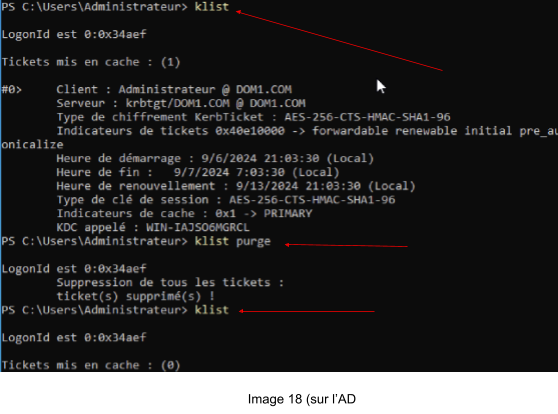 PS C:\Users\Administrateur> klist
LogonId est 0:0x34aef
Tickets mis en cache : (1)
#0> Client : Administrateur @ DOM1.COM
Serveur : krbtgt/DOM1.COM @ DOM1.COM
Type de chiffrement KerbTicket : AES-256-CTS-HMAC-SHA1-96
Indicateurs de tickets 0x40e10000 -> forwardable renewable initial pre_au
onicalize
Heure de démarrage : 9/6/2024 21:03:30 (Local)
Heure de fin : 9/7/2024 7:03:30 (Local)
Heure de renouvellement : 9/13/2024 21:03:30 (Local)
Type de clé de session : AES-256-CTS-HMAC-SHA1-96
Indicateurs de cache : 0x1 -> PRIMARY
KDC appelé : WIN-IAJSO6MGRCL
PS C:\Users\Administrateur> klist purge
LogonId est 0:0x34aef
Suppression de tous les tickets :
ticket(s) supprimé(s) !
PS C:\Users\Administrateur> klist
LogonId est 0:0x34aef
Tickets mis en cache : (0)
Image 18 (sur l'AD